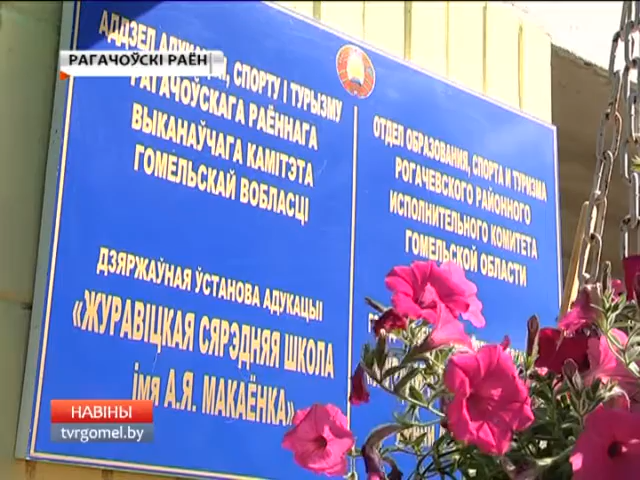 РАГАЧОЎСКІ РАЁН
АДДЗЕЛ
СПОРТУ І ТУРЫЗМУ
РАГАЧОЎСКАГА РАЁННАГА
ВЫКАНАЎЧАГА КАМІТЭТА
ГОМЕЛЬСКАЙ ВОБЛАСЦІ
ДЗЯРЖАЎНАЯ ЎСТАНОВА АДУКАЦЫІ
«ЖУРАВІЦКАЯ СЯРЭДНЯЯ ШКОЛА
імя А.Я. МАКАЁНКА»
ОТДЕЛ ОБРАЗОВАНИЯ, СПОРТА И ТУРИЗМА
РОГАЧЕВСКОГО РАЙОННОГО
ИСПОЛНИТЕЛЬНОГО КОМИТЕТА
ГОМЕЛЬСКОЙ ОБЛАСТИ
НАВІНЫ
tvrgomel.by